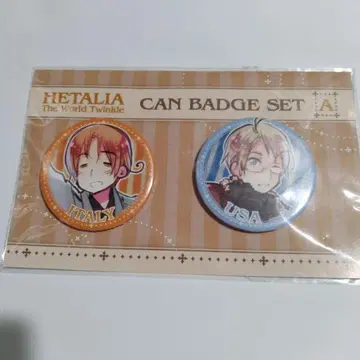 HETALIA
The World Twinkle
CAN BADGE SET A
ITALY
USA